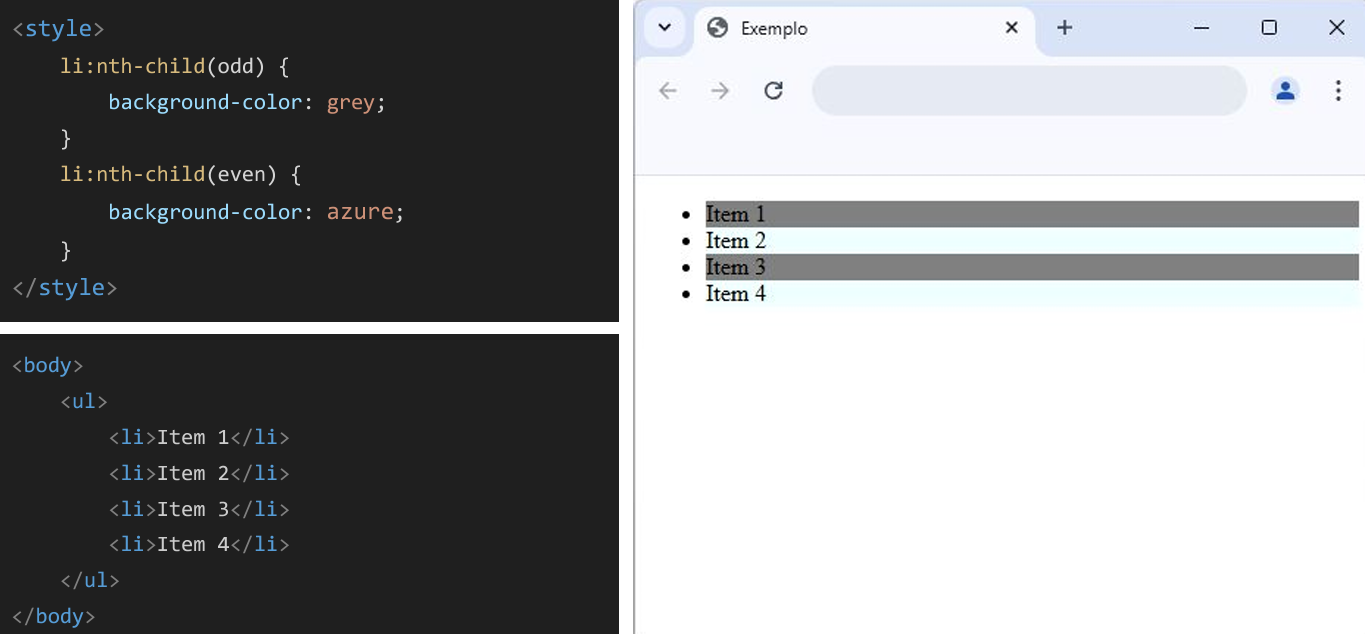 <style>
    li:nth-child(odd) {
        background-color: grey;
    }
    li:nth-child(even) {
        background-color: azure;
    }
</style>
<body>
    <ul>
        <li>Item 1</li>
        <li>Item 2</li>
        <li>Item 3</li>
        <li>Item 4</li>
    </ul>
</body>
Exemplo
Item 1
Item 2
Item 3
Item 4